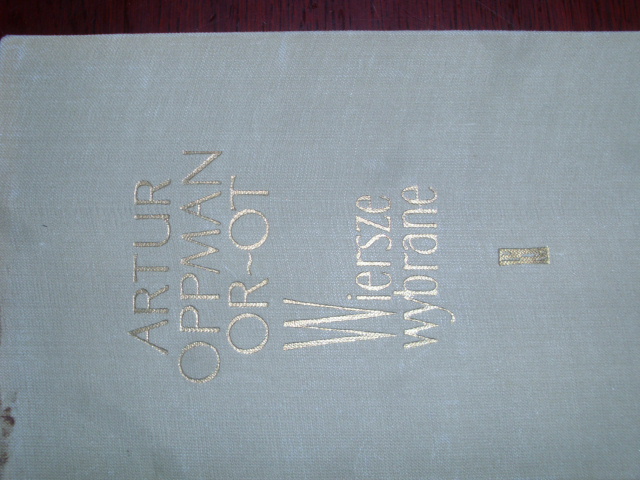 ARTUR
OPPMAN
OR-OT
Wiersze
wybrane